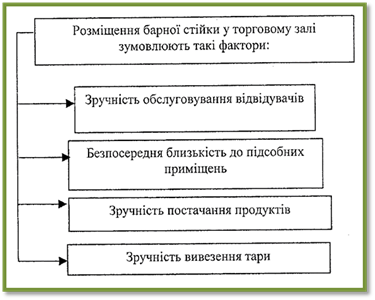 Розміщення барної стійки у торговому залі
зумовлюють такі фактори:
Зручність обслуговування відвідувачів
Безпосередня близькість до підсобних
приміщень
Зручність постачання продуктів
Зручність вивезення тари